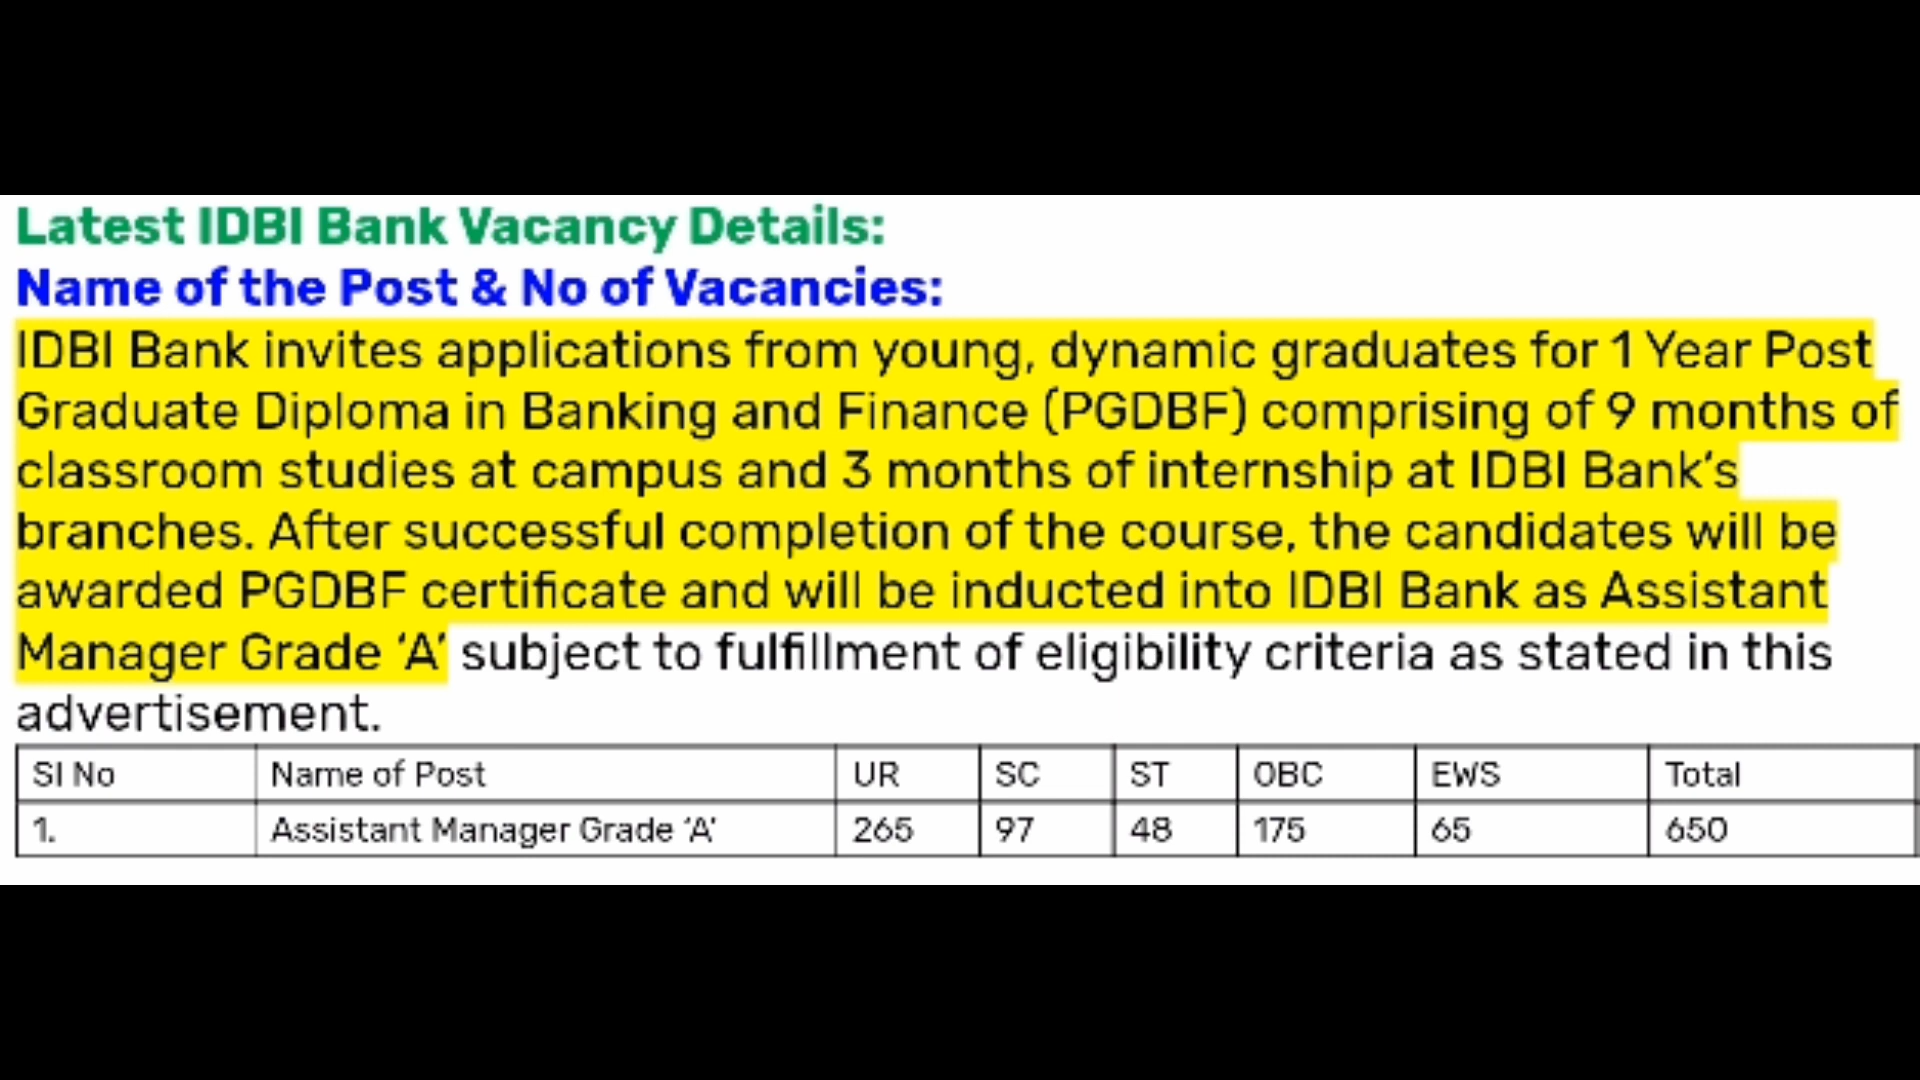 Latest IDBI Bank Vacancy Details:
Name of the Post & No of Vacancies:
IDBI Bank invites applications from young, dynamic graduates for 1 Year Post
Graduate Diploma in Banking and Finance (PGDBF) comprising of 9 months of
classroom studies at campus and 3 months of internship at IDBI Bank's
branches. After successful completion of the course, the candidates will be
awarded PGDBF certificate and will be inducted into IDBI Bank as Assistant
Manager Grade ‘A’ subject to fulfillment of eligibility criteria as stated in this
advertisement.
Sl No Name of Post UR SC ST OBC EWS Total
1. Assistant Manager Grade ‘A’ 265 97 48 175 65 650